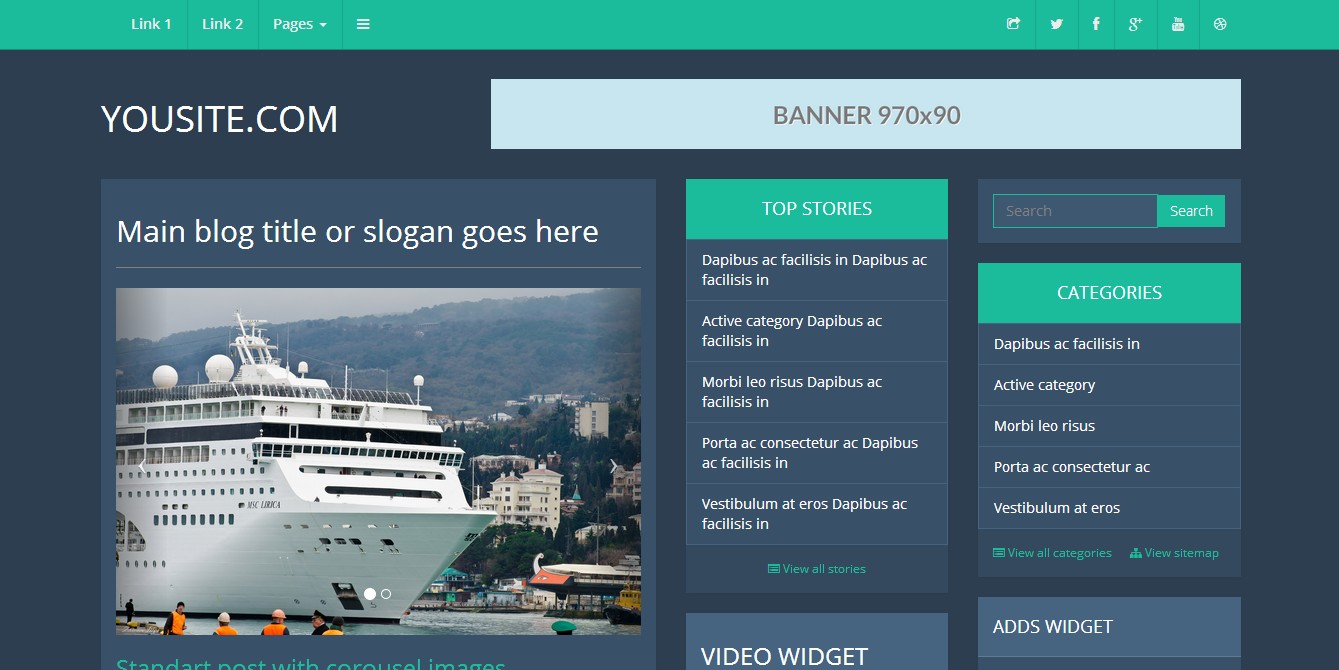 Link 1
Link 2
Pages
YOUSITE.COM
BANNER 970x90
Main blog title or slogan goes here
MSC LIRICA
Standart post with corousel images
TOP STORIES
Dapibus ac facilisis in Dapibus ac
facilisis in
Active category Dapibus ac
facilisis in
Morbi leo risus Dapibus ac
facilisis in
Porta ac consectetur ac Dapibus
ac facilisis in
Vestibulum at eros Dapibus ac
facilisis in
View all stories
VIDEO WIDGET
Search
Search
CATEGORIES
Dapibus ac facilisis in
Active category
Morbi leo risus
Porta ac consectetur ac
Vestibulum at eros
View all categories
View sitemap
ADDS WIDGET